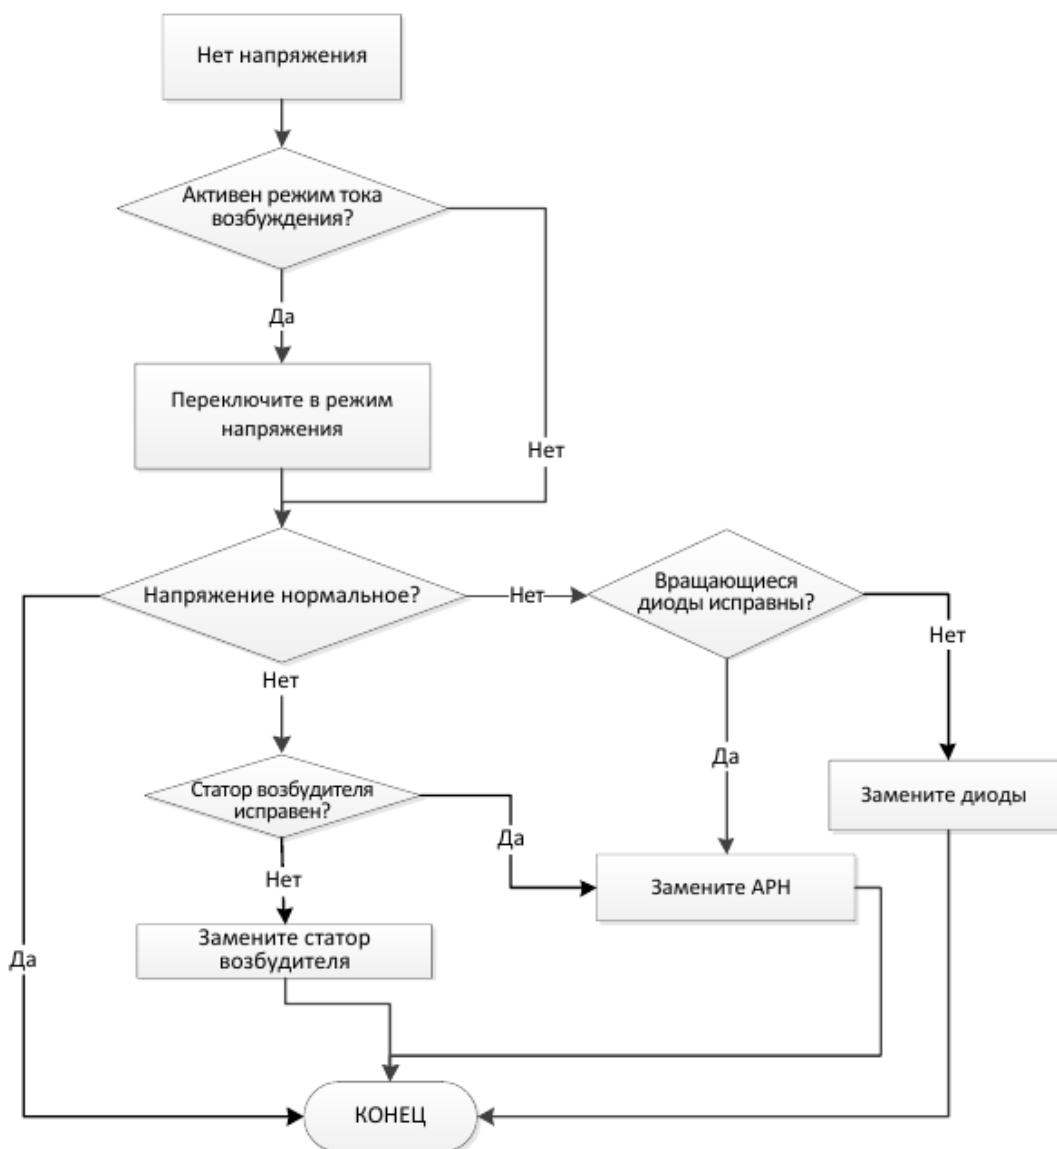 Нет напряжения
Активен режим тока
возбуждения?
Да
Переключите в режим
напряжения
Нет
Напряжение нормальное?
Нет
Вращающиеся
диоды исправны?
Нет
Нет
Да
Статор возбудителя
исправен?
Замените диоды
Да
Нет
Замените АРН
Замените статор
возбудителя
Да
КОНЕЦ